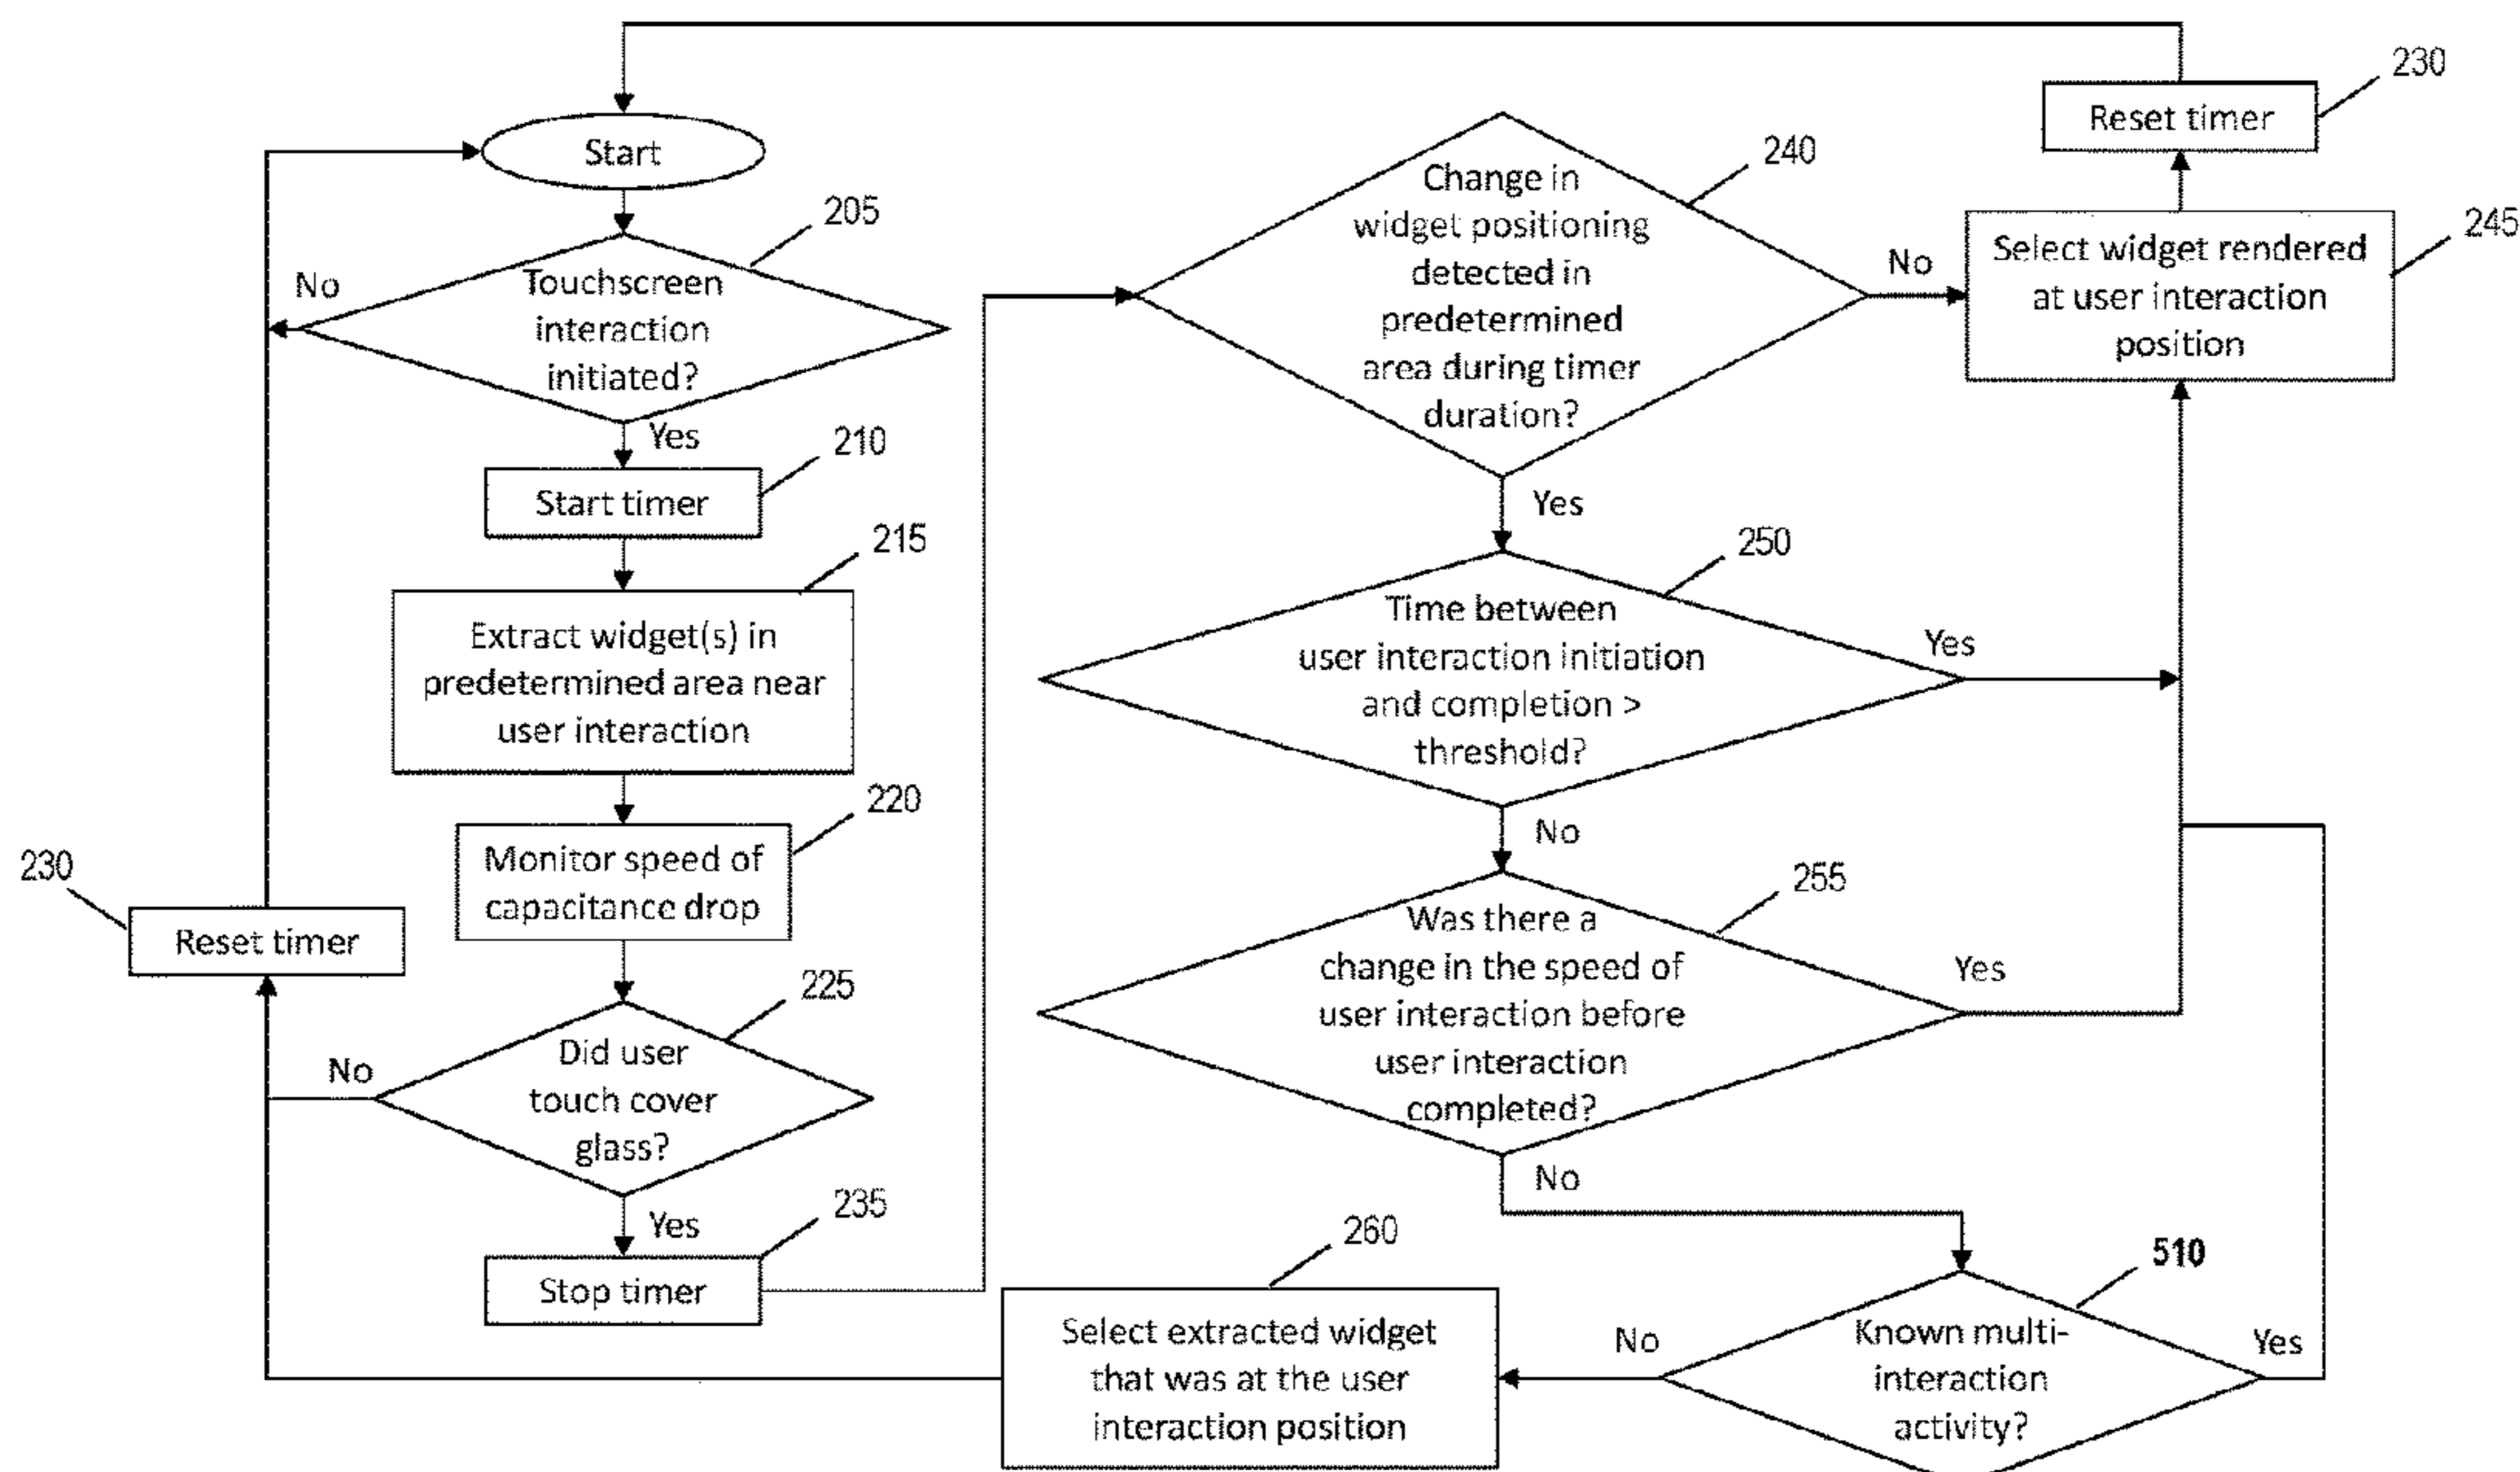 Start
205
Touchscreen
interaction
initiated?
No
Yes
210
Start timer
215
Extract widget(s) in
predetermined area near
user interaction
220
Monitor speed of
capacitance drop
230
Reset timer
225
Did user
touch cover
glass?
No
Yes
235
Stop timer
240
Change in
widget positioning
detected in
predetermined
area during timer
duration?
No
Yes
230
Reset timer
245
Select widget rendered
at user interaction
position
250
Time between
user interaction initiation
and completion >
threshold?
Yes
No
255
Was there a
change in the speed of
user interaction before
user interaction
completed?
Yes
No
510
Known multi-
interaction
activity?
Yes
No
260
Select extracted widget
that was at the user
interaction position